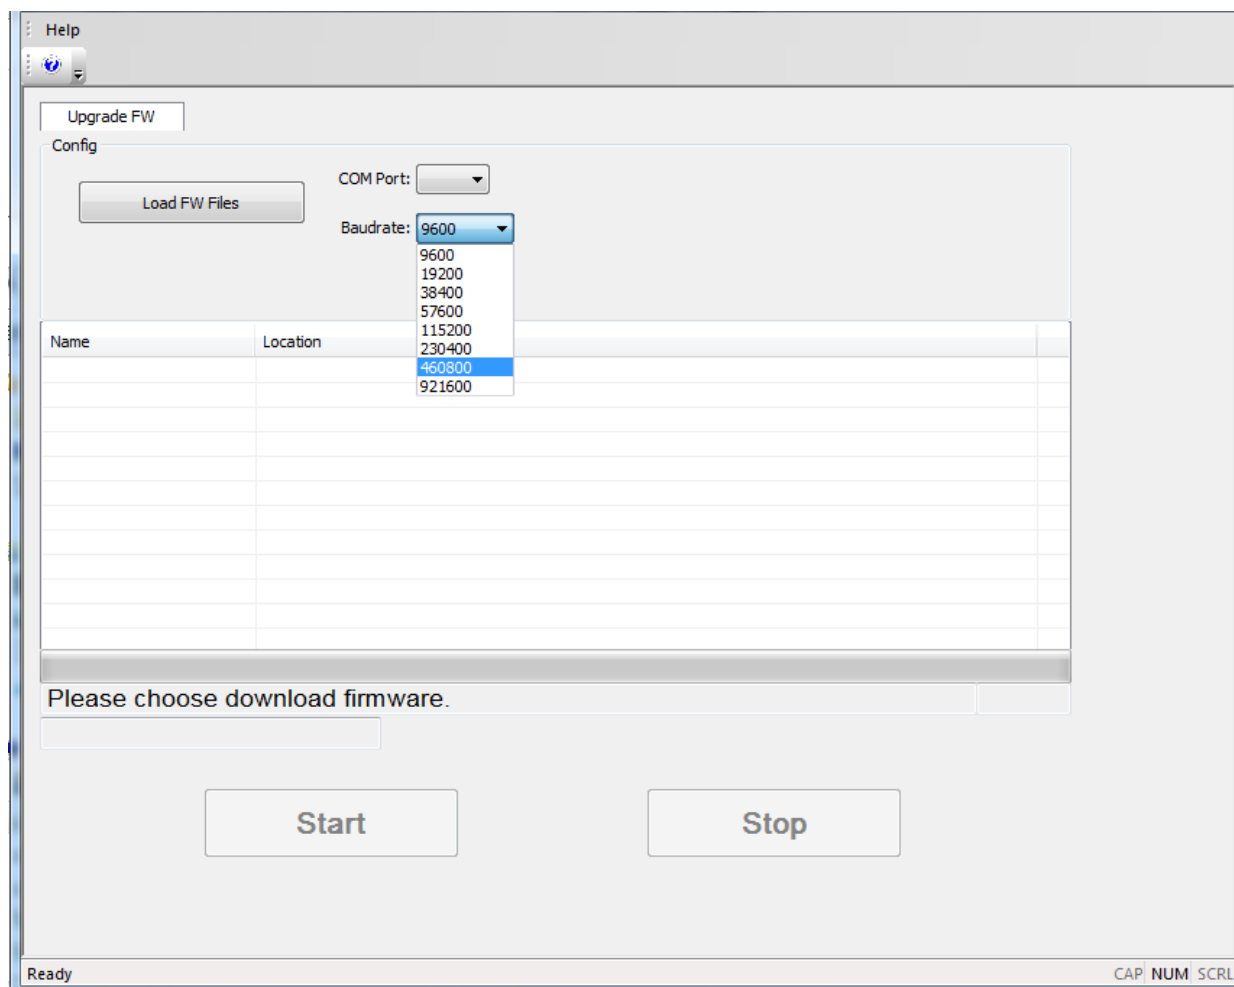 Help
Upgrade FW
Config
Load FW Files
COM Port:
Baudrate: 9600
9600
19200
38400
57600
115200
230400
460800
921600
Name Location
Please choose download firmware.
Start Stop
Ready CAP NUM SCRL